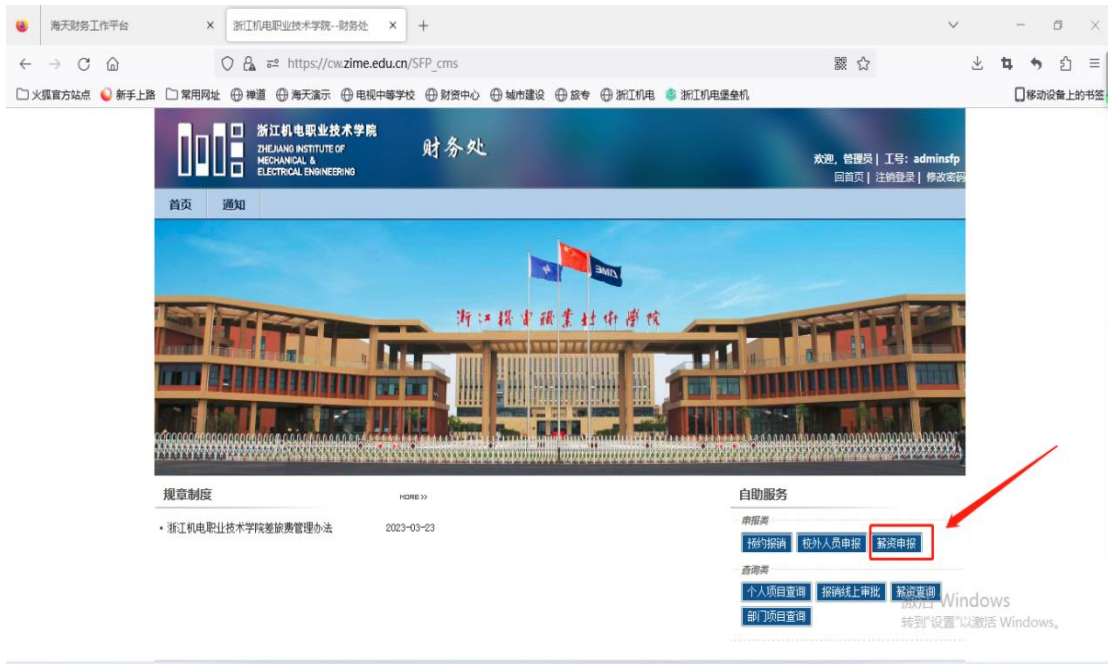 海天财务工作平台
浙江机电职业技术学院--财务处
https://cw.zime.edu.cn/SFP_cms
火狐官方站点 新手上路 常用网址 禅道 海天演示 电视中等学校 财资中心 城市建设 旅专 浙江机电 浙江机电堡垒机 移动设备上的书签
浙江机电职业技术学院
ZHEJIANG INSTITUTE OF
MECHANICAL &
ELECTRICAL ENGINEERING
财务处
欢迎, 管理员 | 工号: adminsfp
回首页 | 注销登录 | 修改密码
首页 通知
ZIME
浙江機電職業技術學院
规章制度 MORE >>
• 浙江机电职业技术学院差旅费管理办法 2023-03-23
自助服务
申报类
预约报销 校外人员申报 薪资申报
查询类
个人项目查询 报销线上审批 薪资查询
部门项目查询
激活 Windows
转到"设置"以激活 Windows。